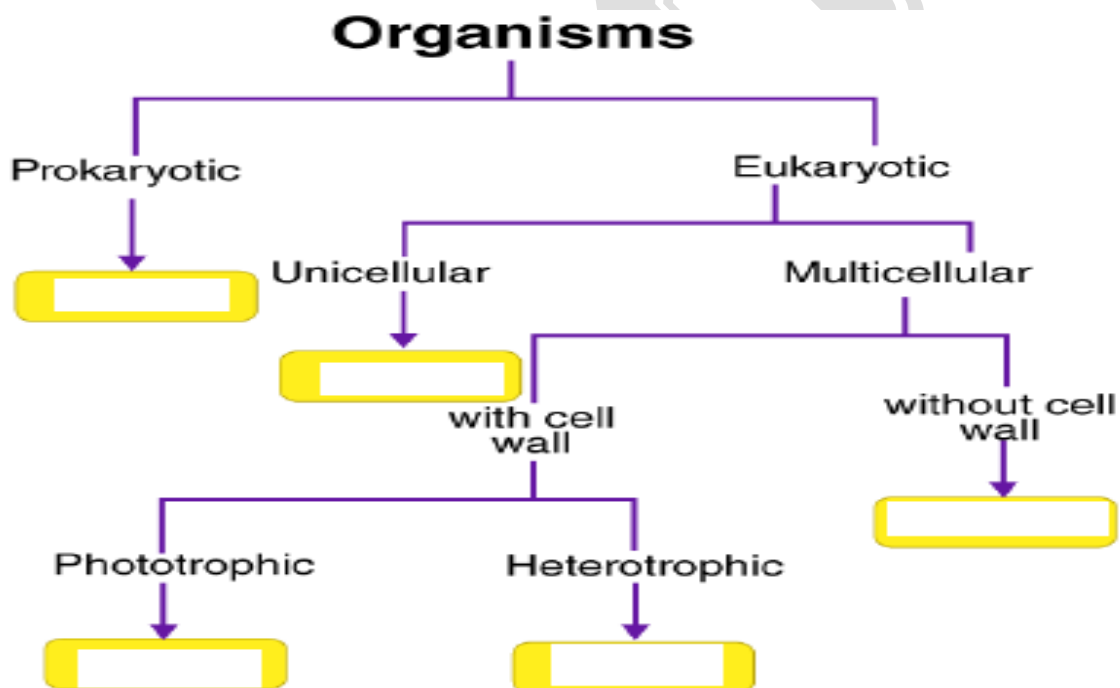 Organisms
Prokaryotic
Eukaryotic
Unicellular
Multicellular
with cell
wall
without cell
wall
Phototrophic
Heterotrophic